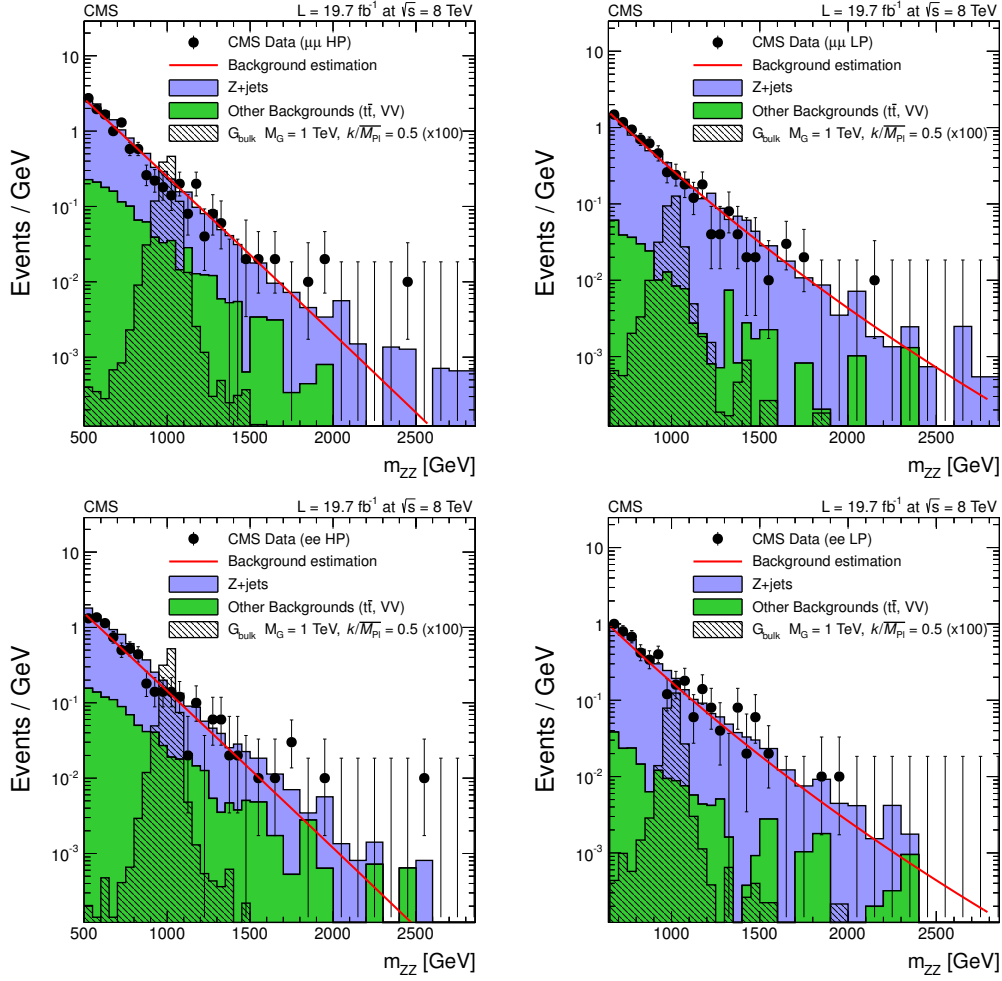 CMS L = 19.7 fb⁻¹ at √s = 8 TeV
CMS Data (μμ HP)
Background estimation
Z+jets
Other Backgrounds (tt̄, VV)
G_bulk M_G = 1 TeV, k/M̄_Pl = 0.5 (x100)
Events / GeV
10
1
10⁻¹
10⁻²
10⁻³
500 1000 1500 2000 2500
m_ZZ [GeV]
CMS L = 19.7 fb⁻¹ at √s = 8 TeV
CMS Data (μμ LP)
Background estimation
Z+jets
Other Backgrounds (tt̄, VV)
G_bulk M_G = 1 TeV, k/M̄_Pl = 0.5 (x100)
Events / GeV
10
1
10⁻¹
10⁻²
10⁻³
1000 1500 2000 2500
m_ZZ [GeV]
CMS L = 19.7 fb⁻¹ at √s = 8 TeV
CMS Data (ee HP)
Background estimation
Z+jets
Other Backgrounds (tt̄, VV)
G_bulk M_G = 1 TeV, k/M̄_Pl = 0.5 (x100)
Events / GeV
10
1
10⁻¹
10⁻²
10⁻³
500 1000 1500 2000 2500
m_ZZ [GeV]
CMS L = 19.7 fb⁻¹ at √s = 8 TeV
CMS Data (ee LP)
Background estimation
Z+jets
Other Backgrounds (tt̄, VV)
G_bulk M_G = 1 TeV, k/M̄_Pl = 0.5 (x100)
Events / GeV
10
1
10⁻¹
10⁻²
10⁻³
1000 1500 2000 2500
m_ZZ [GeV]